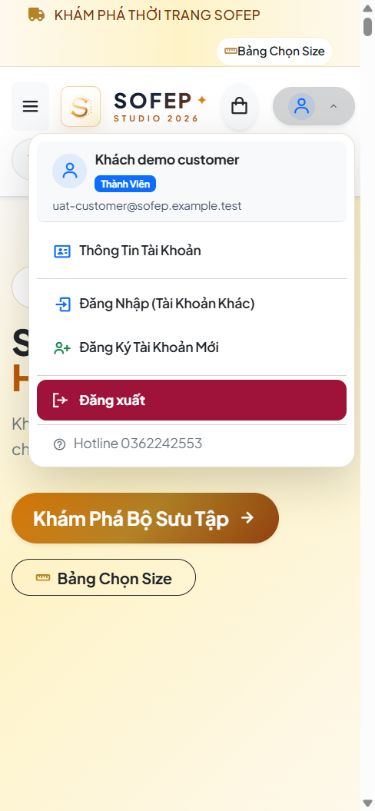 KHÁM PHÁ THỜI TRANG SOFEP
Bảng Chọn Size
S
SOFEP
STUDIO 2026
Khách demo customer
Thành Viên
uat-customer@sofep.example.test
Thông Tin Tài Khoản
Đăng Nhập (Tài Khoản Khác)
Đăng Ký Tài Khoản Mới
Đăng xuất
Hotline 0362242553
Khám Phá Bộ Sưu Tập
Bảng Chọn Size